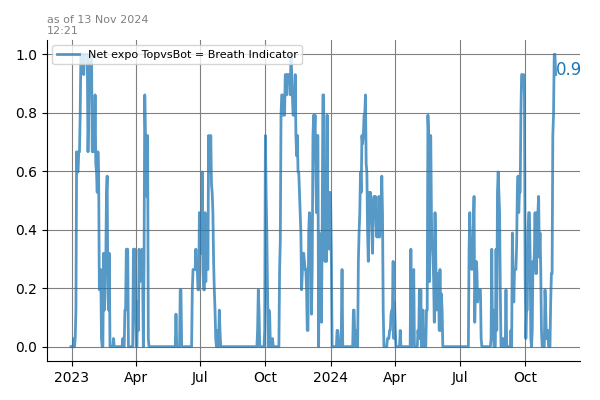 as of 13 Nov 2024
12:21
Net expo TopvsBot = Breath Indicator
1.0
0.9
0.8
0.6
0.4
0.2
0.0
2023 Apr Jul Oct 2024 Apr Jul Oct